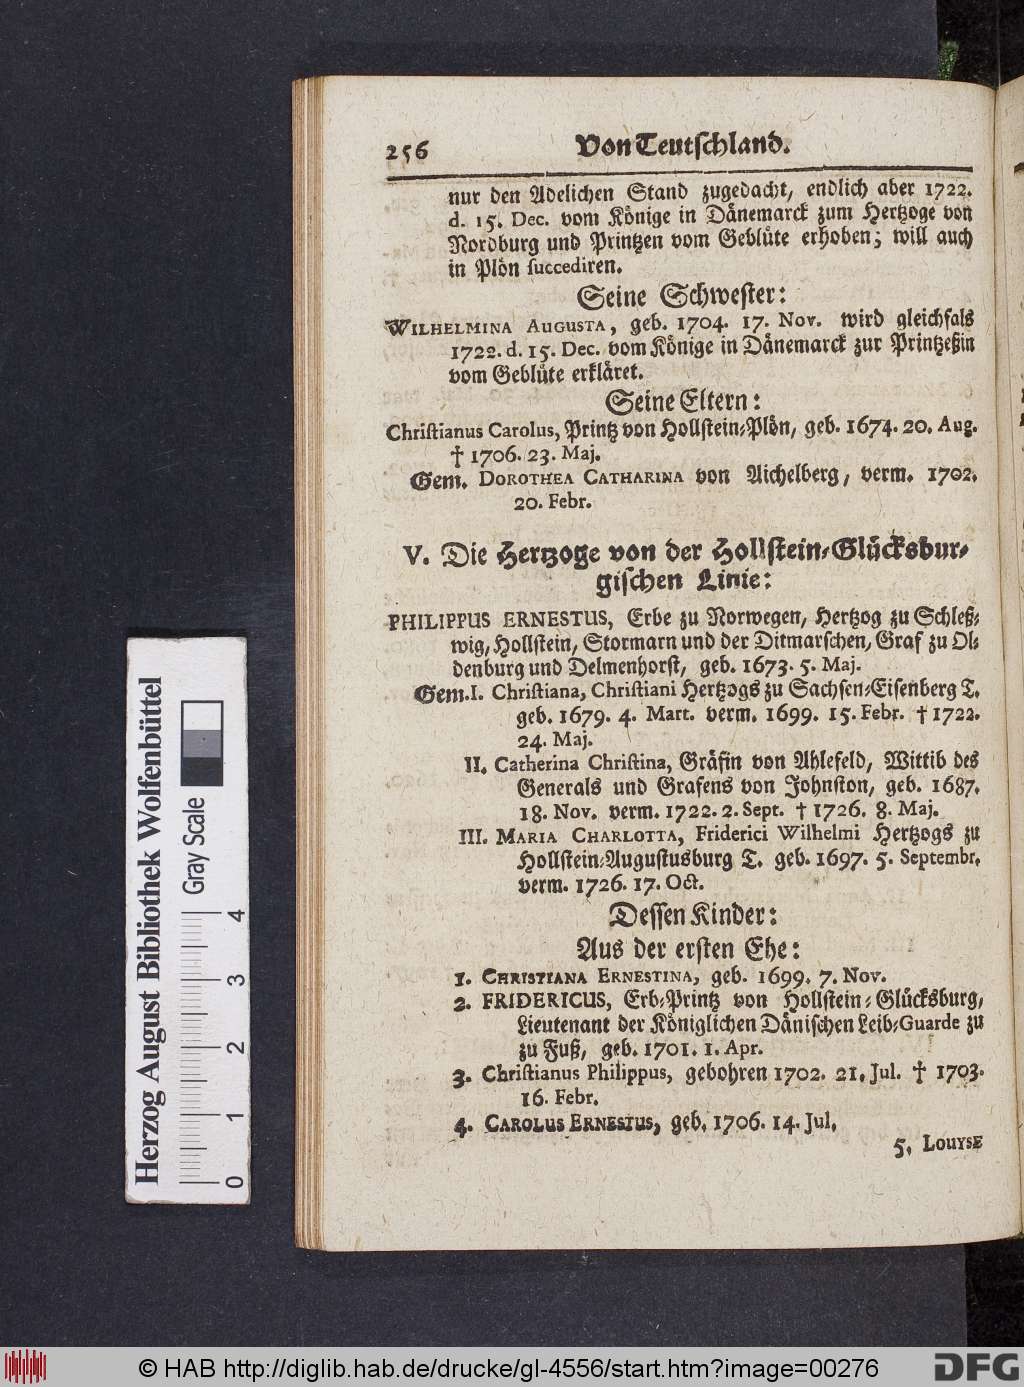 256 Von Teutschland.
nur den Adelichen Stand zugedacht, endlich aber 1722.
d. 15. Dec. vom Könige in Dänemarck zum Hertzoge von
Nordburg und Printzen vom Geblüte erhoben; will auch
in Plön succediren.
Seine Schwester:
WILHELMINA AUGUSTA, geb. 1704. 17. Nov. wird gleichfals
1722. d. 15. Dec. vom Könige in Dänemarck zur Printzeßin
vom Geblüte erkläret.
Seine Eltern:
Christianus Carolus, Printz von Hollstein-Plön, geb. 1674. 20. Aug.
† 1706. 23. Maj.
Gem. DOROTHEA CATHARINA von Aichelberg, verm. 1702.
20. Febr.
V. Die Hertzoge von der Hollstein-Glücksbur-
gischen Linie:
PHILIPPUS ERNESTUS, Erbe zu Norwegen, Hertzog zu Schleß-
wig, Hollstein, Stormarn und der Ditmarschen, Graf zu Ol-
denburg und Delmenhorst, geb. 1673. 5. Maj.
Gem. I. Christiana, Christiani Hertzogs zu Sachsen-Eisenberg T.
geb. 1679. 4. Mart. verm. 1699. 15. Febr. † 1722.
24. Maj.
II. Catherina Christina, Gräfin von Ahlefeld, Wittib des
Generals und Grafens von Johnston, geb. 1687.
18. Nov. verm. 1722. 2. Sept. † 1726. 8. Maj.
III. MARIA CHARLOTTA, Friderici Wilhelmi Hertzogs zu
Hollstein-Augustusburg T. geb. 1697. 5. Septembr.
verm. 1726. 17. Oct.
Dessen Kinder:
Aus der ersten Ehe:
1. CHRISTIANA ERNESTINA, geb. 1699. 7. Nov.
2. FRIDERICUS, Erb-Printz von Hollstein-Glücksburg,
Lieutenant der Königlichen Dänischen Leib-Guarde zu
zu Fuß, geb. 1701. 1. Apr.
3. Christianus Philippus, gebohren 1702. 21. Jul. † 1703.
16. Febr.
4. CAROLUS ERNESTUS, geb. 1706. 14. Jul.
5. LOUYSE
Herzog August Bibliothek Wolfenbüttel
Gray Scale
0 1 2 3 4
© HAB http://diglib.hab.de/drucke/gl-4556/start.htm?image=00276
DFG